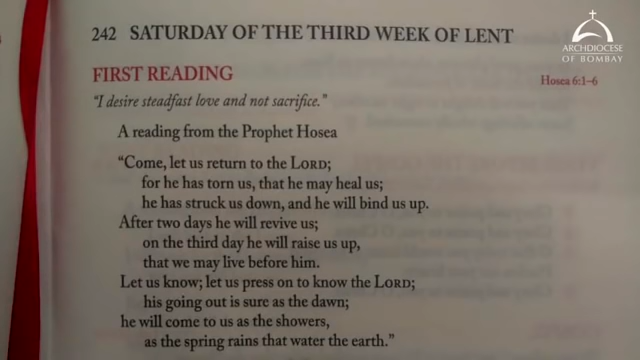 ARCHDIOCESE
OF BOMBAY
242 SATURDAY OF THE THIRD WEEK OF LENT
FIRST READING
Hosea 6:1–6
“I desire steadfast love and not sacrifice.”
A reading from the Prophet Hosea
“Come, let us return to the LORD;
for he has torn us, that he may heal us;
he has struck us down, and he will bind us up.
After two days he will revive us;
on the third day he will raise us up,
that we may live before him.
Let us know; let us press on to know the LORD;
his going out is sure as the dawn;
he will come to us as the showers,
as the spring rains that water the earth.”